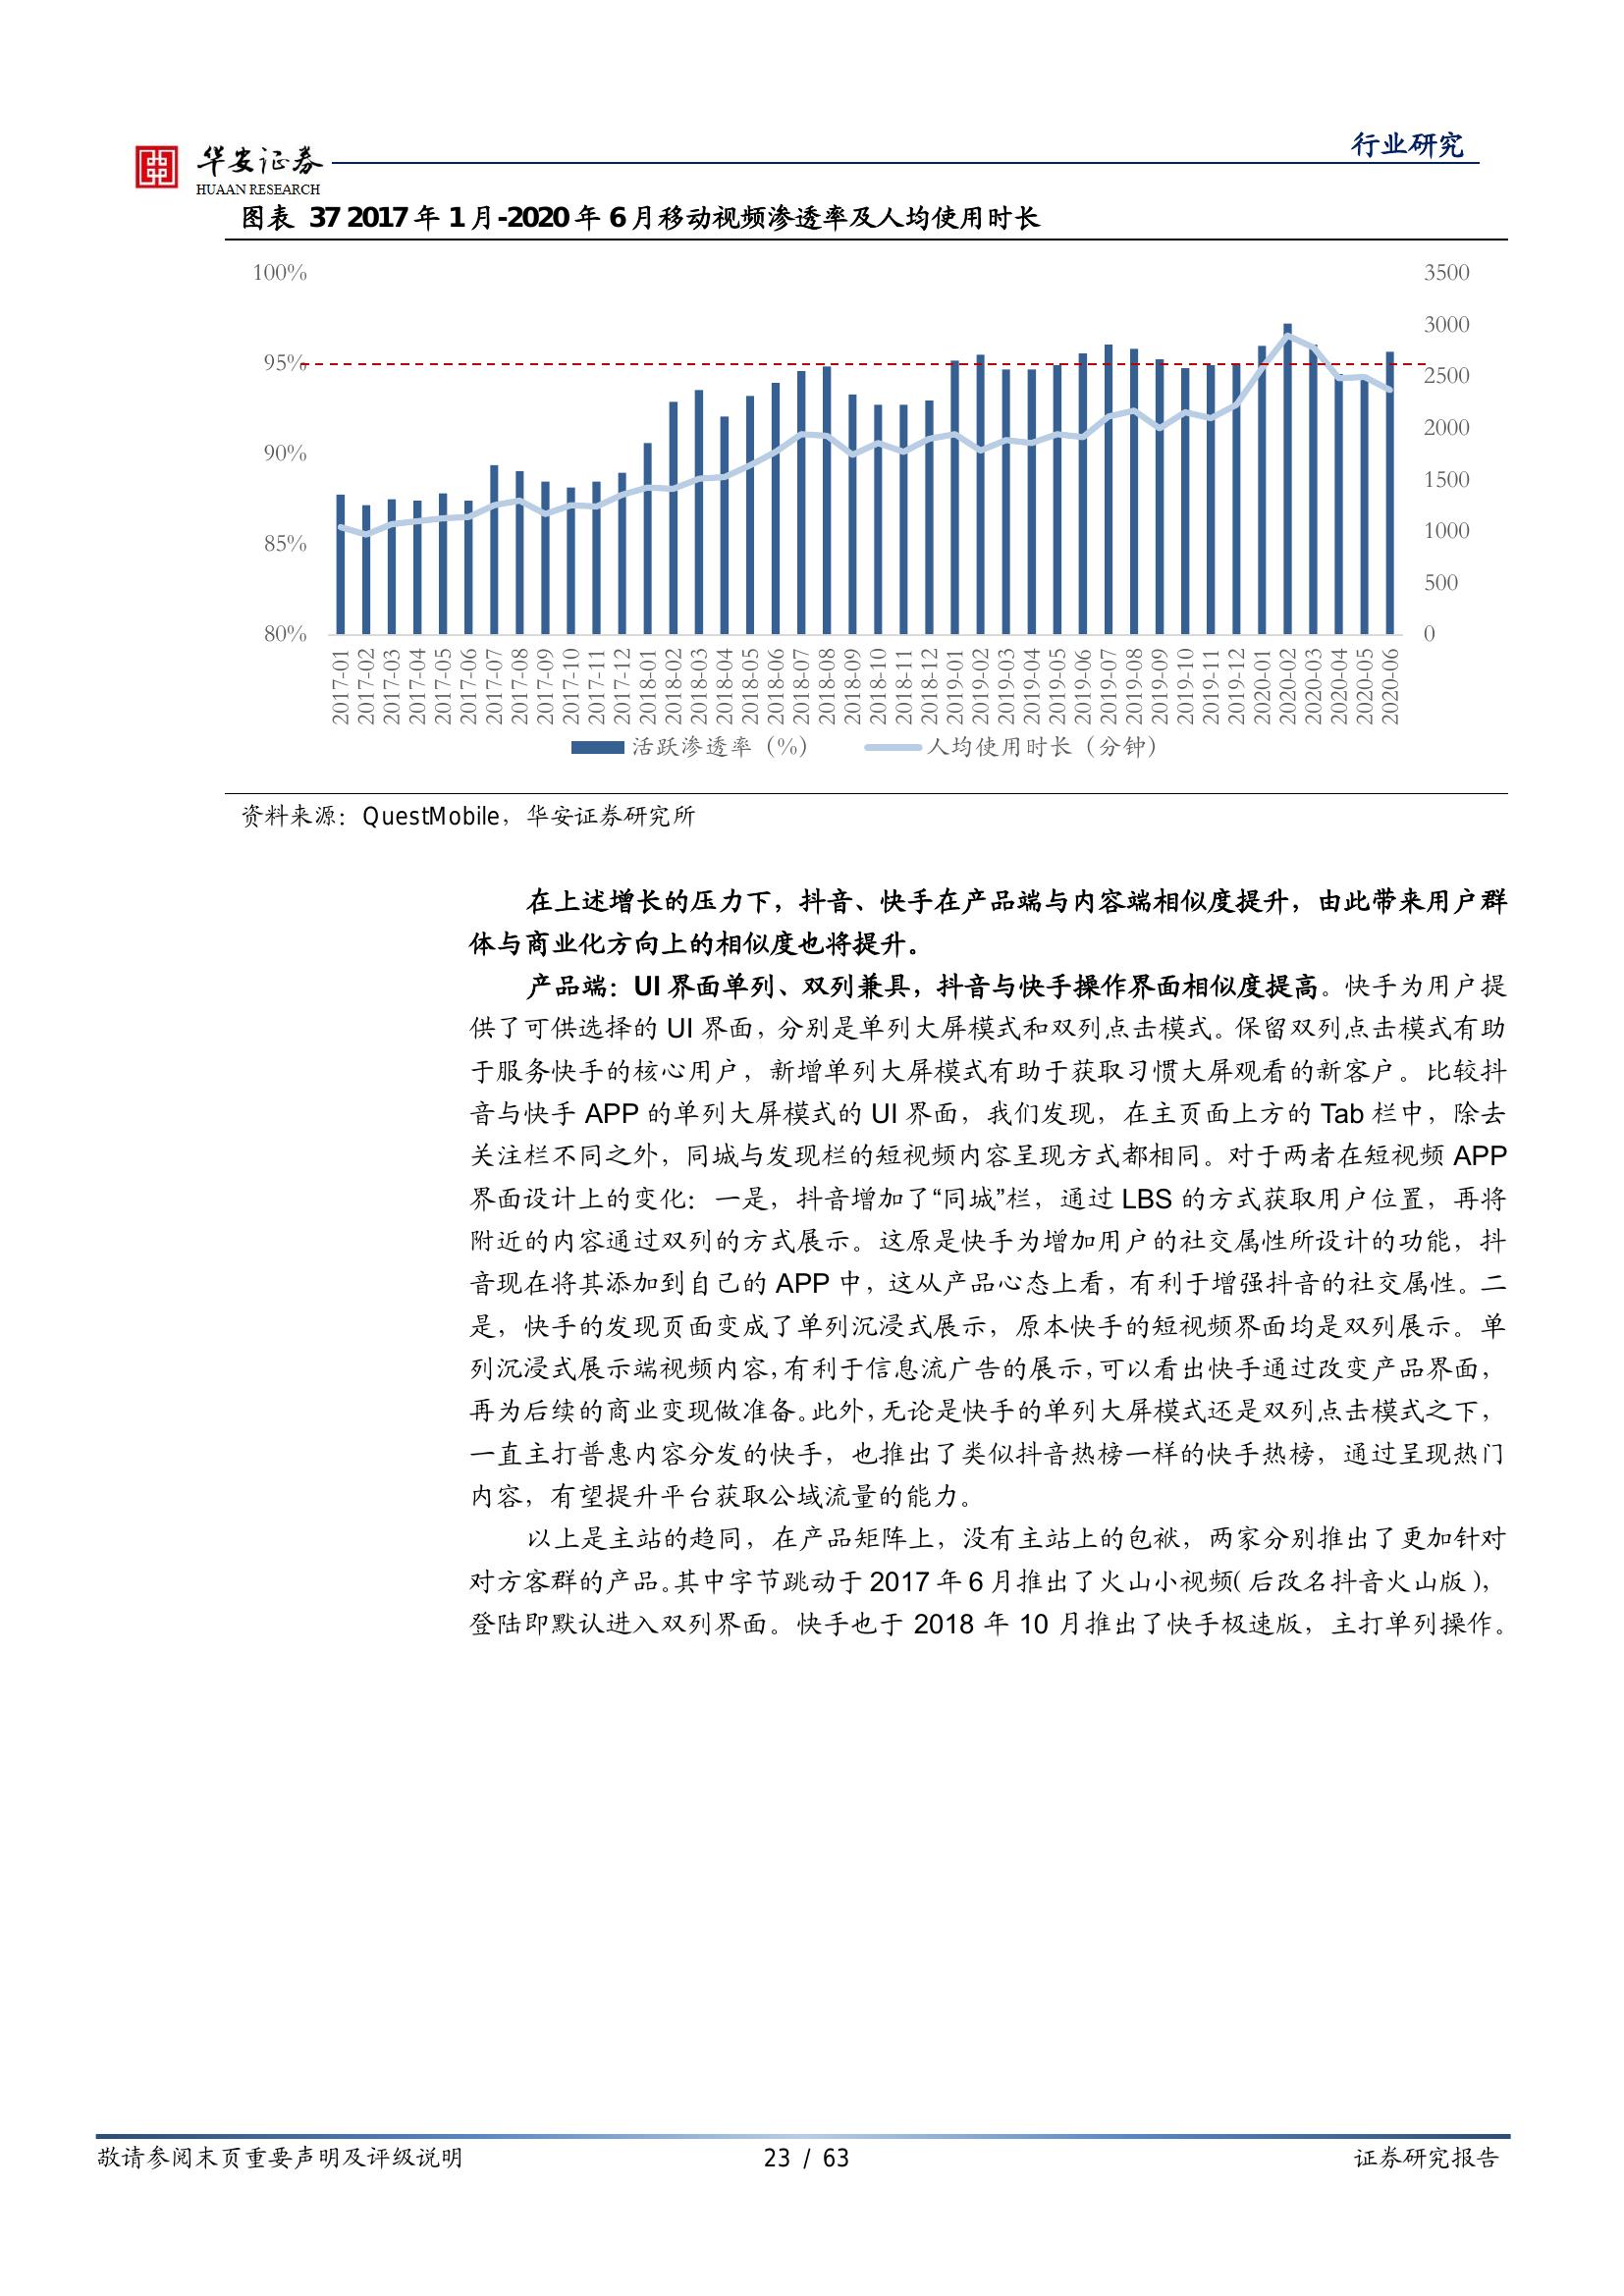 行业研究
华安证券
HUAAN RESEARCH
图表 37 2017 年 1 月-2020 年 6 月移动视频渗透率及人均使用时长
100%
95%
90%
85%
80%
3500
3000
2500
2000
1500
1000
500
0
2017-01
2017-02
2017-03
2017-04
2017-05
2017-06
2017-07
2017-08
2017-09
2017-10
2017-11
2017-12
2018-01
2018-02
2018-03
2018-04
2018-05
2018-06
2018-07
2018-08
2018-09
2018-10
2018-11
2018-12
2019-01
2019-02
2019-03
2019-04
2019-05
2019-06
2019-07
2019-08
2019-09
2019-10
2019-11
2019-12
2020-01
2020-02
2020-03
2020-04
2020-05
2020-06
活跃渗透率（%）
人均使用时长（分钟）
资料来源：QuestMobile，华安证券研究所
在上述增长的压力下，抖音、快手在产品端与内容端相似度提升，由此带来用户群
体与商业化方向上的相似度也将提升。
产品端：UI 界面单列、双列兼具，抖音与快手操作界面相似度提高。快手为用户提
供了可供选择的 UI 界面，分别是单列大屏模式和双列点击模式。保留双列点击模式有助
于服务快手的核心用户，新增单列大屏模式有助于获取习惯大屏观看的新客户。比较抖
音与快手 APP 的单列大屏模式的 UI 界面，我们发现，在主页面上方的 Tab 栏中，除去
关注栏不同之外，同城与发现栏的短视频内容呈现方式都相同。对于两者在短视频 APP
界面设计上的变化：一是，抖音增加了“同城”栏，通过 LBS 的方式获取用户位置，再将
附近的内容通过双列的方式展示。这原是快手为增加用户的社交属性所设计的功能，抖
音现在将其添加到自己的 APP 中，这从产品心态上看，有利于增强抖音的社交属性。二
是，快手的发现页面变成了单列沉浸式展示，原本快手的短视频界面均是双列展示。单
列沉浸式展示端视频内容，有利于信息流广告的展示，可以看出快手通过改变产品界面，
再为后续的商业变现做准备。此外，无论是快手的单列大屏模式还是双列点击模式之下，
一直主打普惠内容分发的快手，也推出了类似抖音热榜一样的快手热榜，通过呈现热门
内容，有望提升平台获取公域流量的能力。
以上是主站的趋同，在产品矩阵上，没有主站上的包袱，两家分别推出了更加针对
对方客群的产品。其中字节跳动于 2017 年 6 月推出了火山小视频（后改名抖音火山版），
登陆即默认进入双列界面。快手也于 2018 年 10 月推出了快手极速版，主打单列操作。
敬请参阅末页重要声明及评级说明
23 / 63
证券研究报告